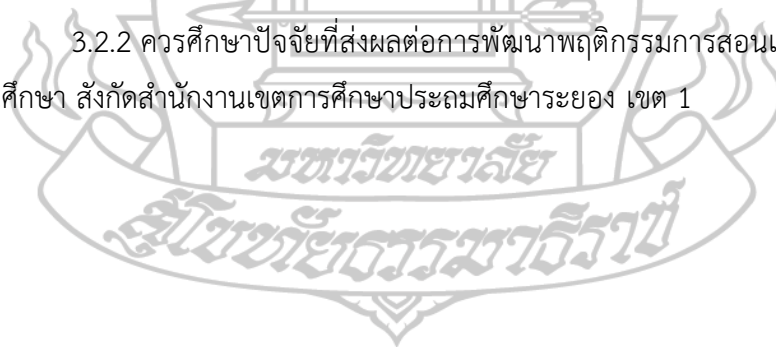 3.2.2 ควรศึกษาปัจจัยที่ส่งผลต่อการพัฒนาพฤติกรรมการสอนเ
ศึกษา สังกัดสำนักงานเขตการศึกษาประถมศึกษาระยอง เขต 1
มหาวิทยาลัย
สุโขทัยธรรมาธิราช